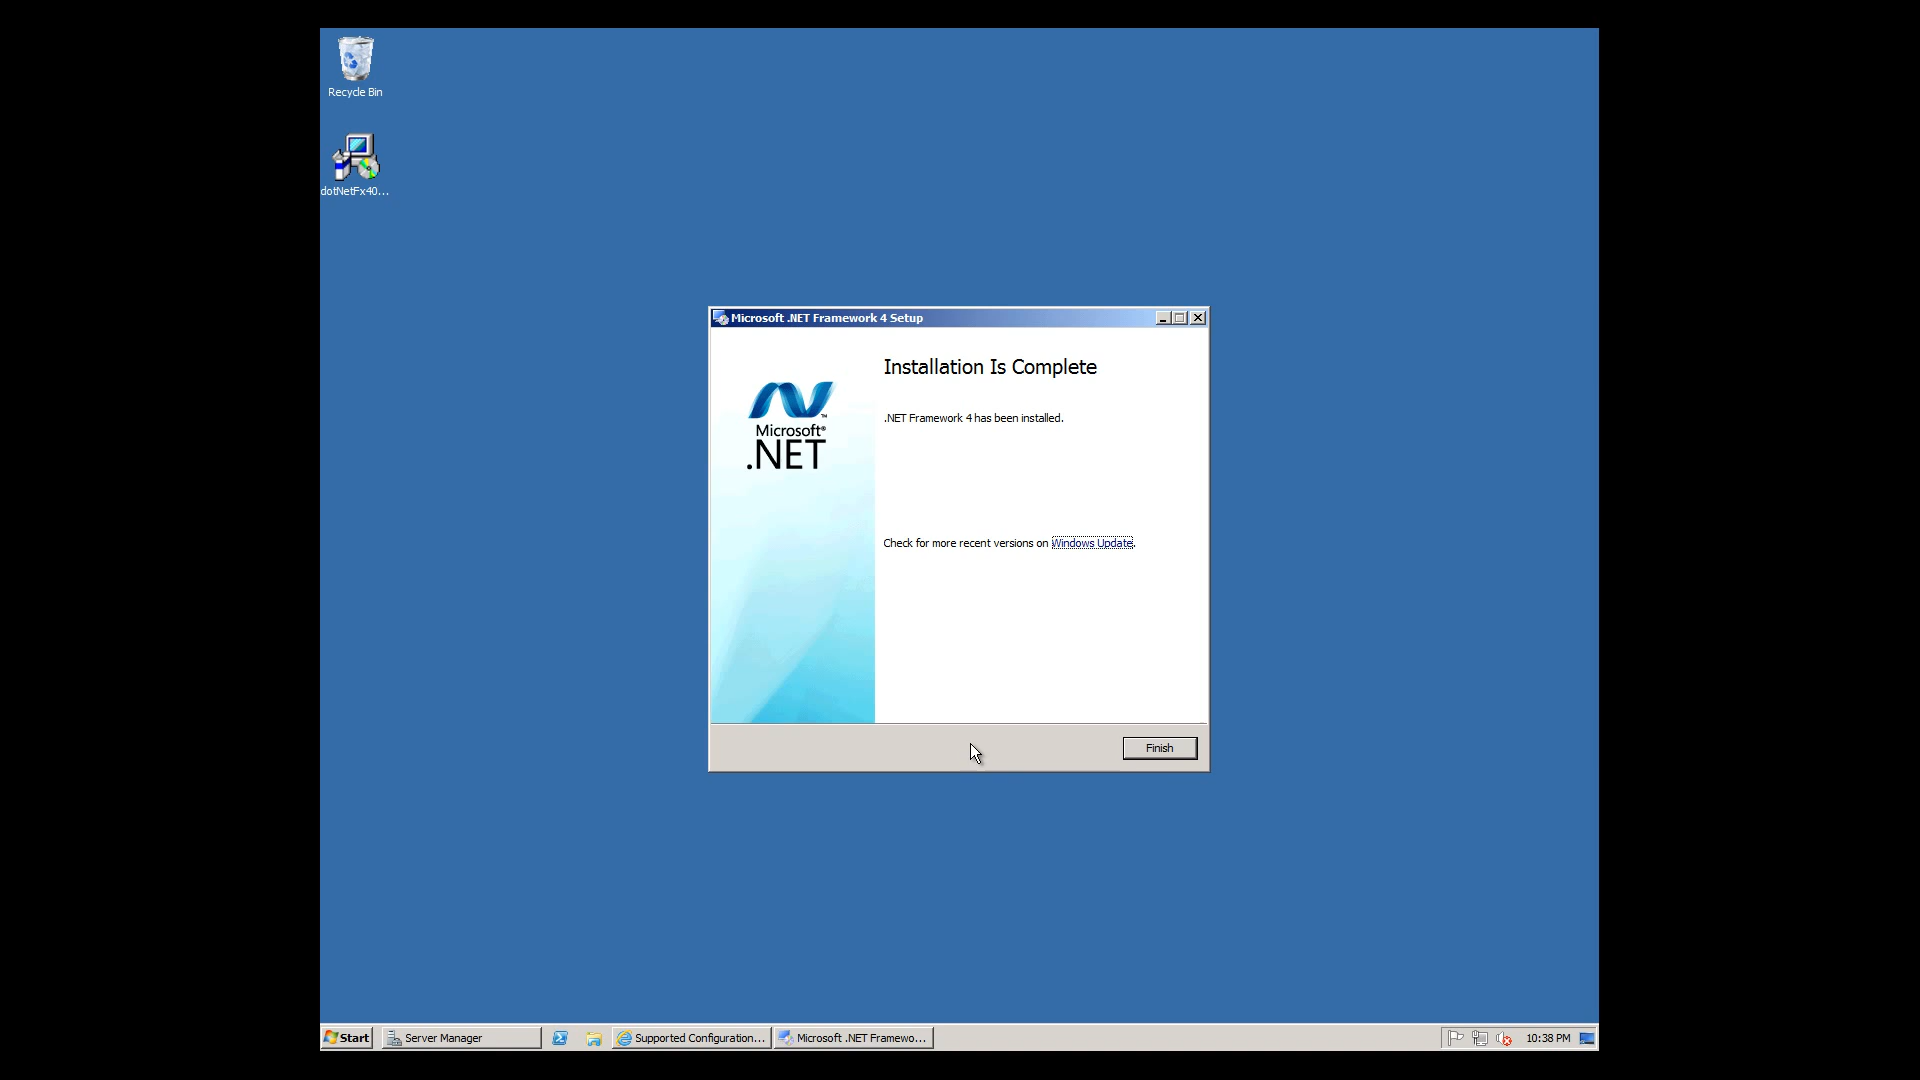 Recycle Bin
dotNetFx40...
Microsoft .NET Framework 4 Setup
Installation Is Complete
.NET Framework 4 has been installed.
Microsoft®
.NET
TM
Check for more recent versions on Windows Update.
Finish
Start
Server Manager
Supported Configuration...
Microsoft .NET Framewo...
10:38 PM